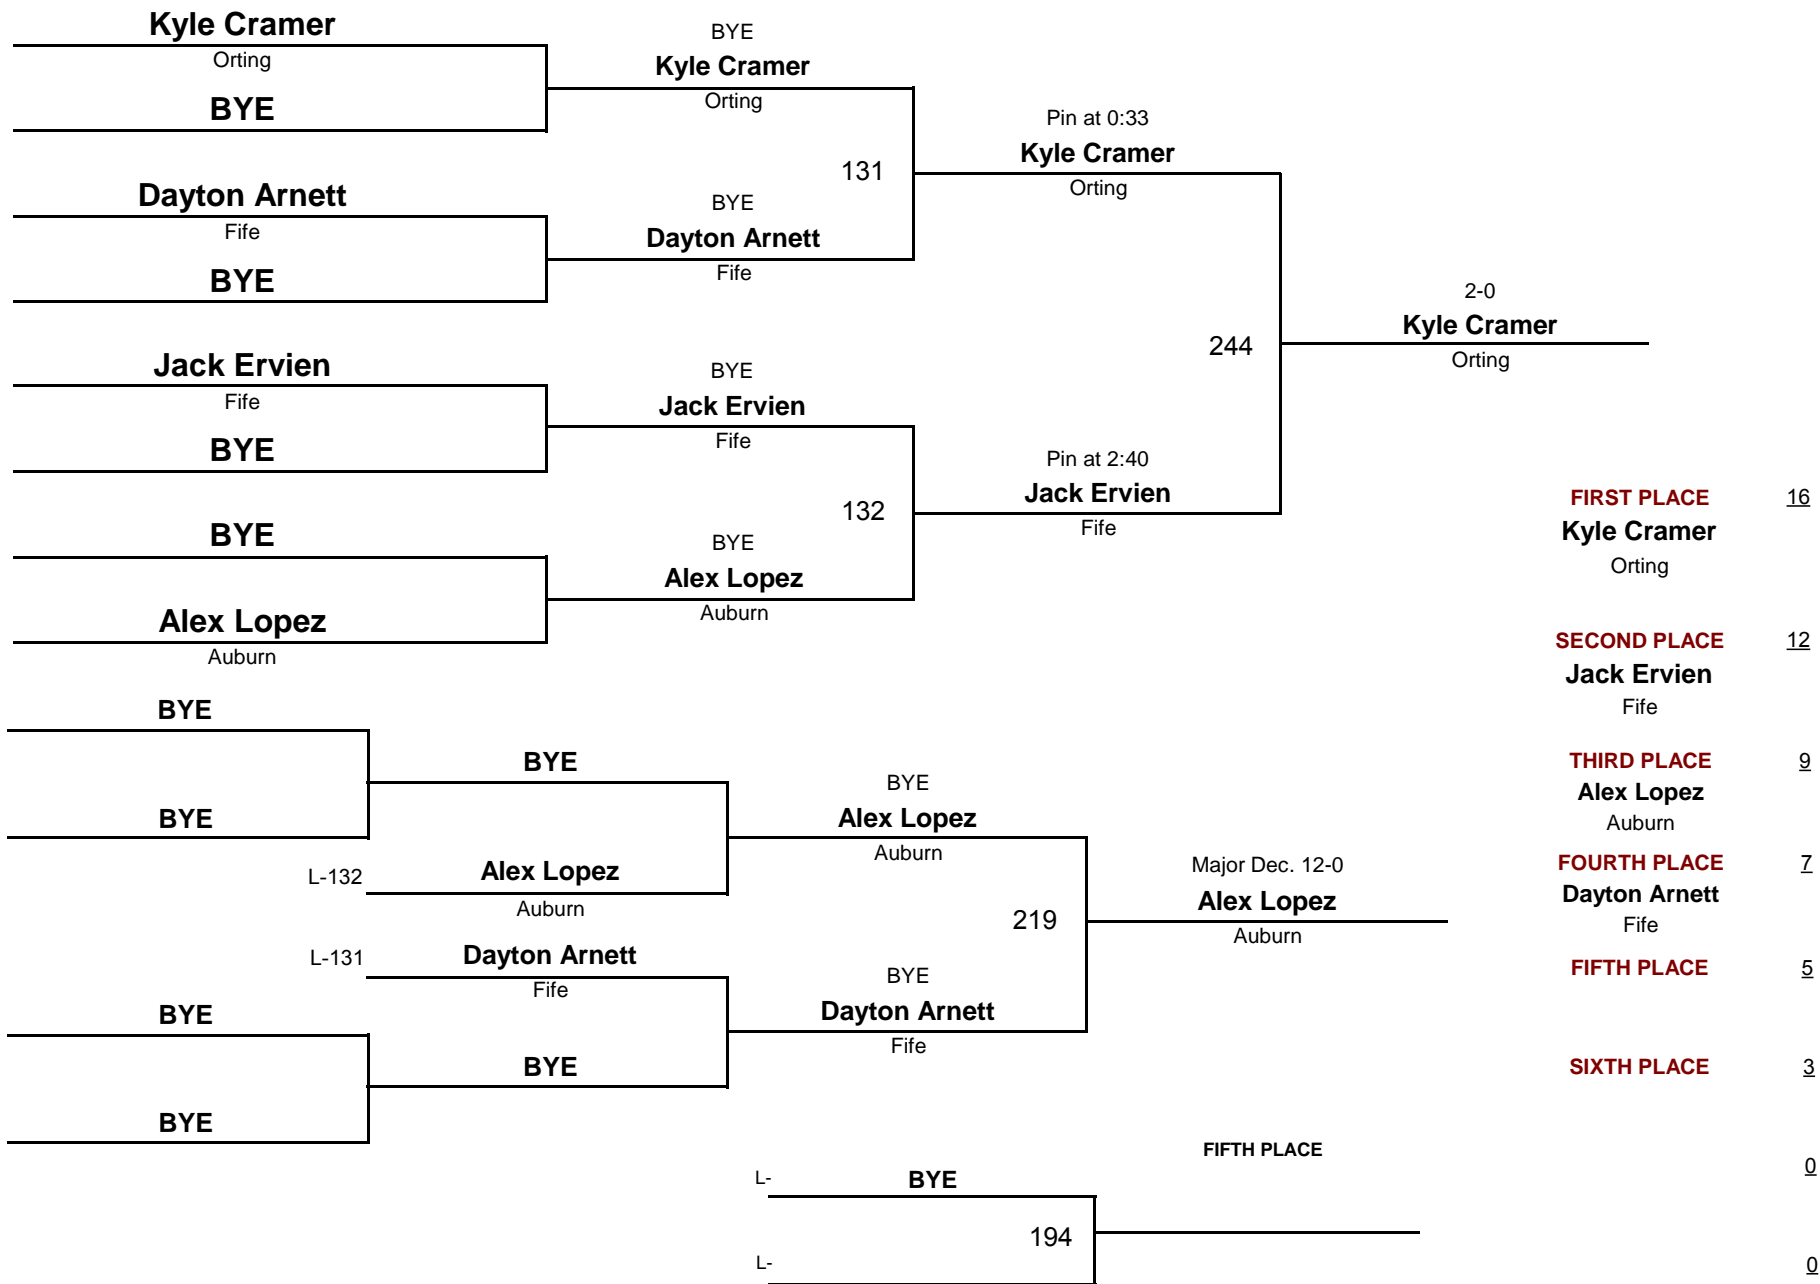 Kyle Cramer
Orting
BYE
Dayton Arnett
Fife
BYE
Jack Ervien
Fife
BYE
BYE
Alex Lopez
Auburn
BYE
Kyle Cramer
Orting
131
BYE
Dayton Arnett
Fife
BYE
Jack Ervien
Fife
132
BYE
Alex Lopez
Auburn
Pin at 0:33
Kyle Cramer
Orting
244
Pin at 2:40
Jack Ervien
Fife
2-0
Kyle Cramer
Orting
FIRST PLACE 16
Kyle Cramer
Orting
SECOND PLACE 12
Jack Ervien
Fife
THIRD PLACE 9
Alex Lopez
Auburn
FOURTH PLACE 7
Dayton Arnett
Fife
FIFTH PLACE 5
SIXTH PLACE 3
0
0
BYE
BYE
BYE
L-132 Alex Lopez
Auburn
L-131 Dayton Arnett
Fife
BYE
BYE
BYE
BYE
Alex Lopez
Auburn
219
BYE
Dayton Arnett
Fife
Major Dec. 12-0
Alex Lopez
Auburn
FIFTH PLACE
L- BYE
194
L-